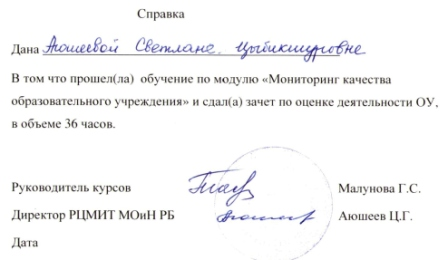 Справка
Дана Аюшеевой Светлане Цыбикжаповне
В том что прошел(ла) обучение по модулю «Мониторинг качества
образовательного учреждения» и сдал(а) зачет по оценке деятельности ОУ,
в объеме 36 часов.
Руководитель курсов Малунова Г.С.
Директор РЦМИТ МОиН РБ Аюшеев Ц.Г.
Дата